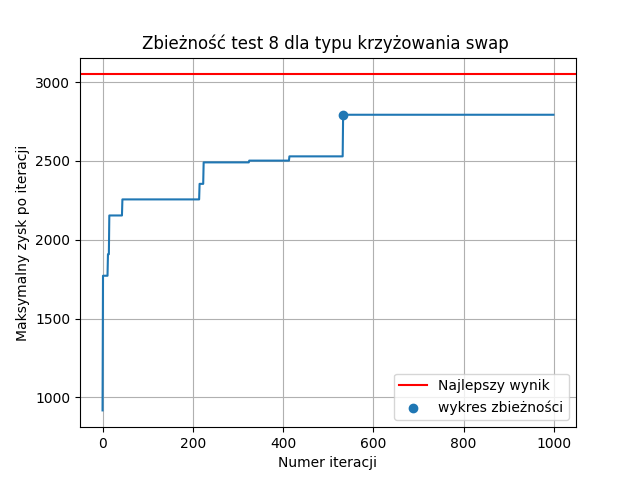 Zbieżność test 8 dla typu krzyżowania swap
Maksymalny zysk po iteracji
3000
2500
2000
1500
1000
0 200 400 600 800 1000
Numer iteracji
Najlepszy wynik
wykres zbieżności